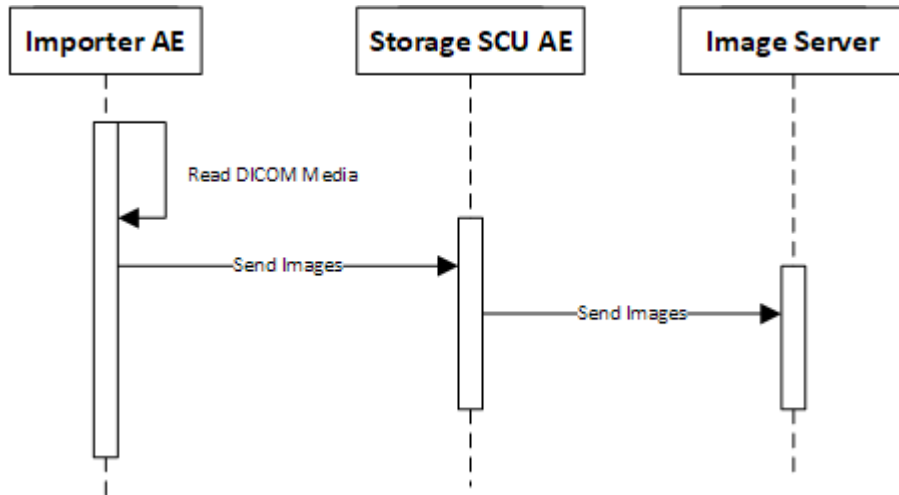 Importer AE
Storage SCU AE
Image Server
Read DICOM Media
Send Images
Send Images